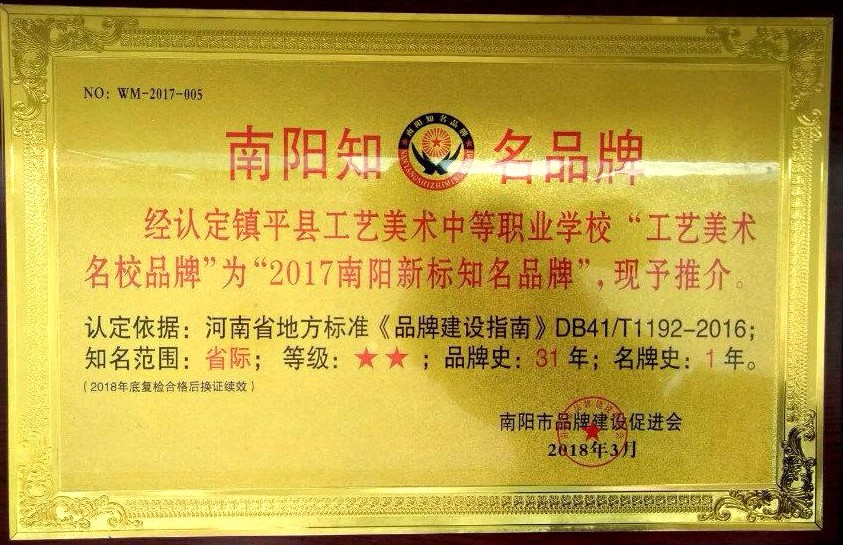 NO: WM-2017-005
南阳知名品牌
南阳知名品牌
经认定镇平县工艺美术中等职业学校“工艺美术
名校品牌”为“2017南阳新标知名品牌”,现予推介。
认定依据: 河南省地方标准《品牌建设指南》DB41/T1192-2016;
知名范围: 省际; 等级: ★★; 品牌史: 31年; 名牌史: 1年。
(2018年底复检合格后换证续效)
南阳市品牌建设促进会
2018年3月